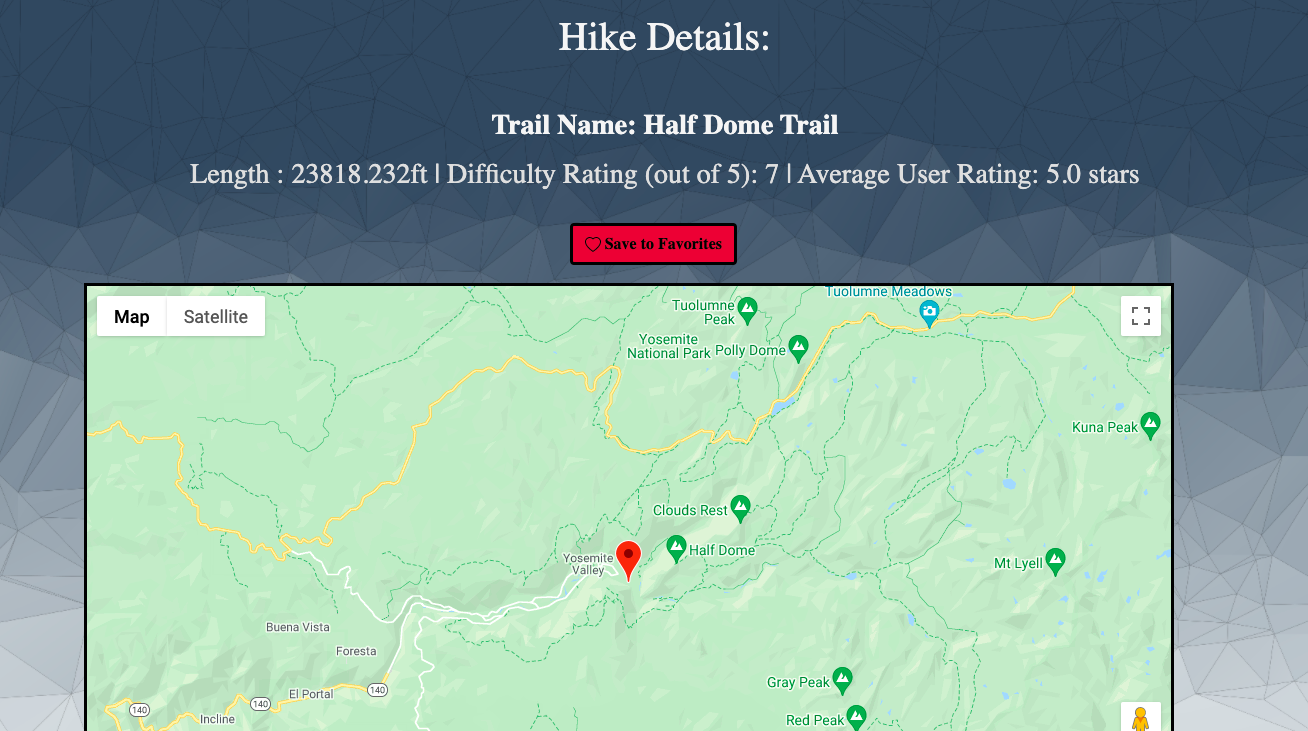 Hike Details:
Trail Name: Half Dome Trail
Length : 23818.232ft | Difficulty Rating (out of 5): 7 | Average User Rating: 5.0 stars
Save to Favorites
Map
Satellite
Tuolumne Meadows
Tuolumne
Peak
Yosemite
National Park
Polly Dome
Kuna Peak
Clouds Rest
Half Dome
Yosemite
Valley
Mt Lyell
Buena Vista
Foresta
Gray Peak
El Portal
140
140
140
Incline
Red Peak